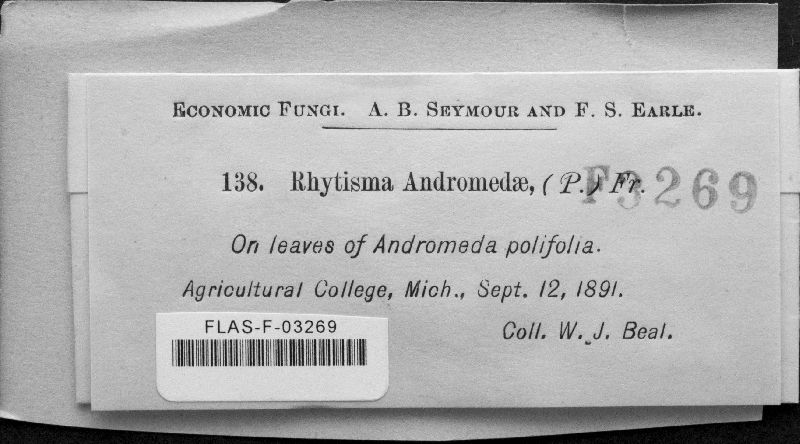 ECONOMIC FUNGI. A. B. SEYMOUR AND F. S. EARLE.
138. Rhytisma Andromedæ, (P.) Fr. F3269
On leaves of Andromeda polifolia.
Agricultural College, Mich., Sept. 12, 1891.
Coll. W. J. Beal.
FLAS-F-03269